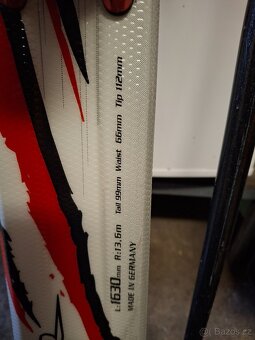 Tail 99mm Waist 66mm Tip 112mm
L:1630mm R:13.6m
MADE IN GERMANY